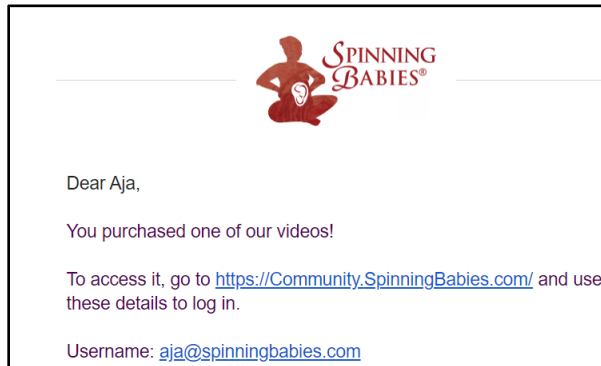 SPINNING
BABIES®
Dear Aja,
You purchased one of our videos!
To access it, go to https://Community.SpinningBabies.com/ and use
these details to log in.
Username: aja@spinningbabies.com